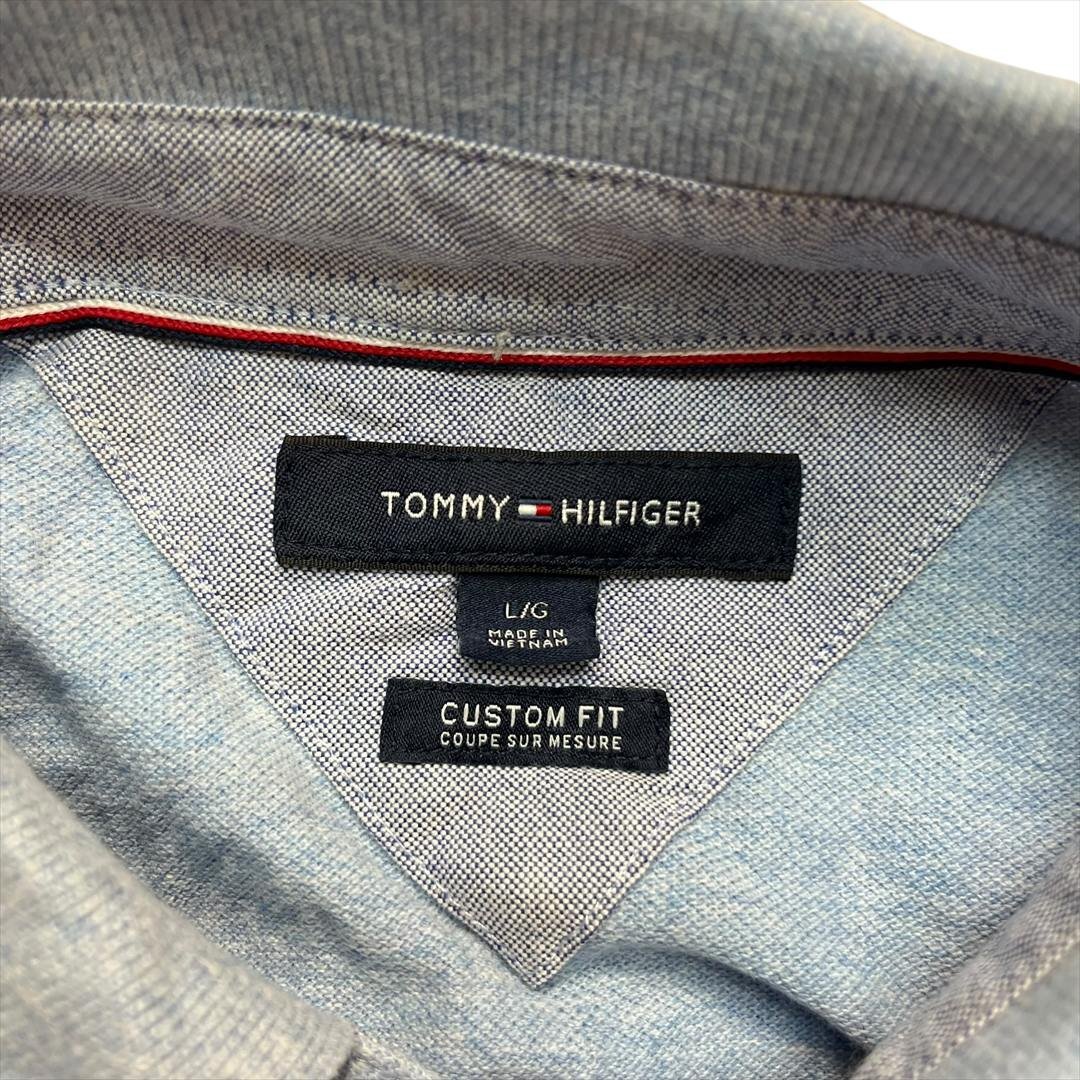 TOMMY HILFIGER
L/G
MADE IN
VIETNAM
CUSTOM FIT
COUPE SUR MESURE